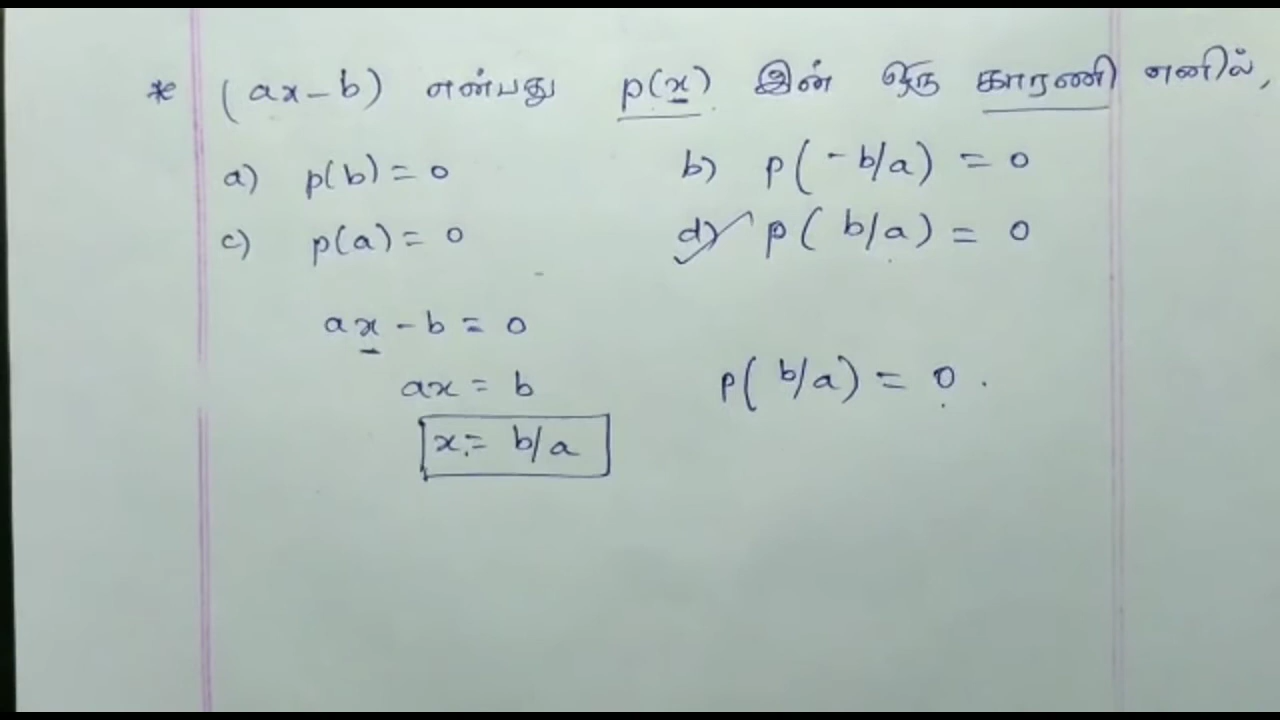 * (ax-b) என்பது p(x) இன் ஒரு காரணி எனில்,
a) p(b) = 0 b) p(-b/a) = 0
c) p(a) = 0 d) p(b/a) = 0
ax - b = 0
ax = b p(b/a) = 0.
x = b/a